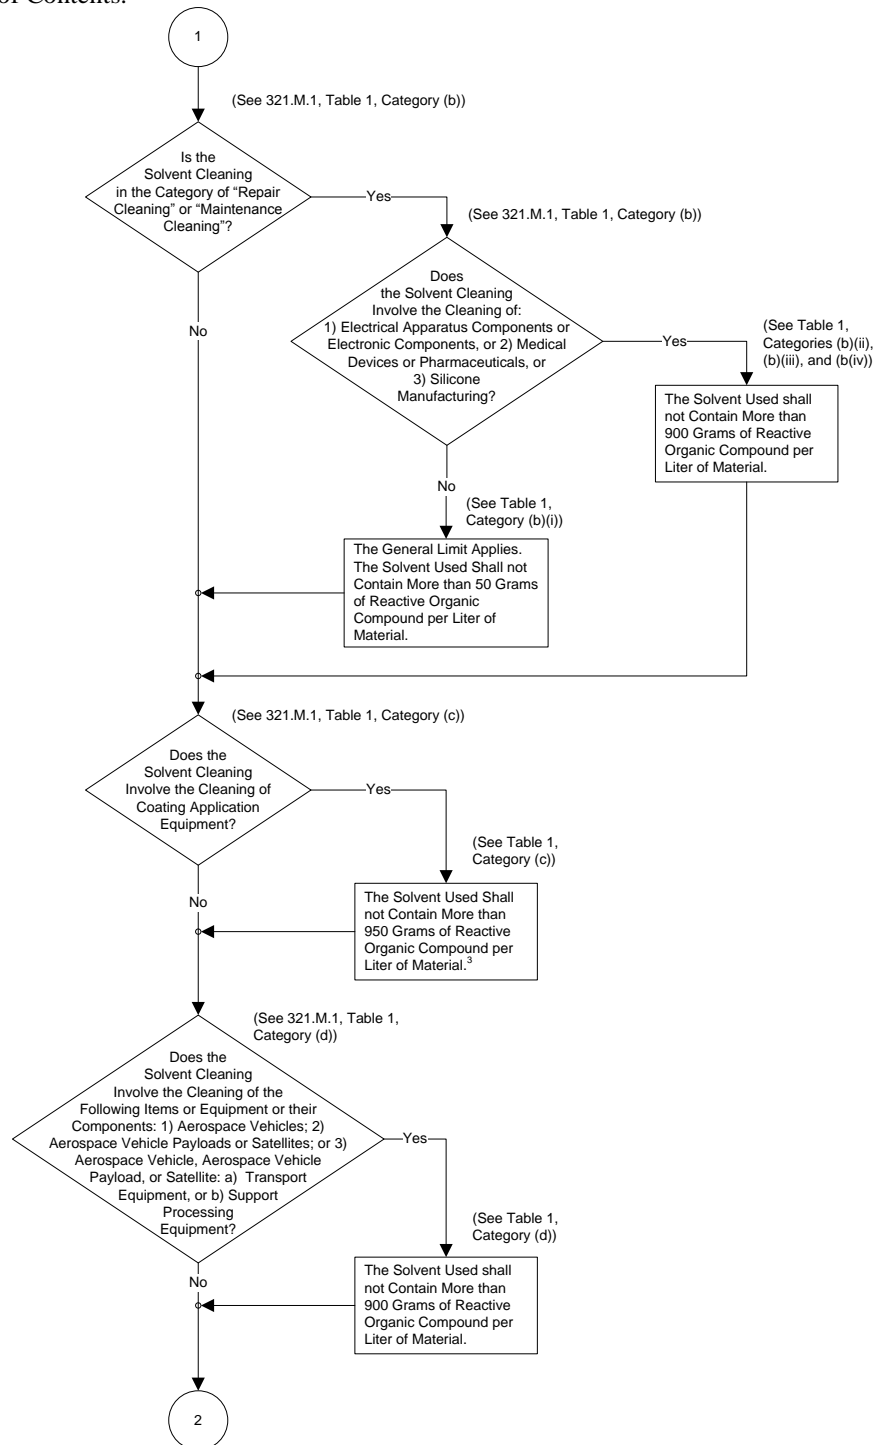 of Contents.
1
(See 321.M.1, Table 1, Category (b))
Is the
Solvent Cleaning
in the Category of “Repair
Cleaning” or “Maintenance
Cleaning”?
Yes
(See 321.M.1, Table 1, Category (b))
Does
the Solvent Cleaning
Involve the Cleaning of:
1) Electrical Apparatus Components or
Electronic Components, or 2) Medical
Devices or Pharmaceuticals, or
3) Silicone
Manufacturing?
No
Yes
(See Table 1,
Categories (b)(ii),
(b)(iii), and (b(iv))
The Solvent Used shall
not Contain More than
900 Grams of Reactive
Organic Compound per
Liter of Material.
No
(See Table 1,
Category (b)(i))
The General Limit Applies.
The Solvent Used Shall not
Contain More than 50 Grams
of Reactive Organic
Compound per Liter of
Material.
(See 321.M.1, Table 1, Category (c))
Does the
Solvent Cleaning
Involve the Cleaning of
Coating Application
Equipment?
Yes
(See Table 1,
Category (c))
The Solvent Used Shall
not Contain More than
950 Grams of Reactive
Organic Compound per
Liter of Material.3
No
(See 321.M.1, Table 1,
Category (d))
Does the
Solvent Cleaning
Involve the Cleaning of the
Following Items or Equipment or their
Components: 1) Aerospace Vehicles; 2)
Aerospace Vehicle Payloads or Satellites; or 3)
Aerospace Vehicle, Aerospace Vehicle
Payload, or Satellite: a)  Transport
Equipment, or b) Support
Processing
Equipment?
Yes
(See Table 1,
Category (d))
The Solvent Used shall
not Contain More than
900 Grams of Reactive
Organic Compound per
Liter of Material.
No
2